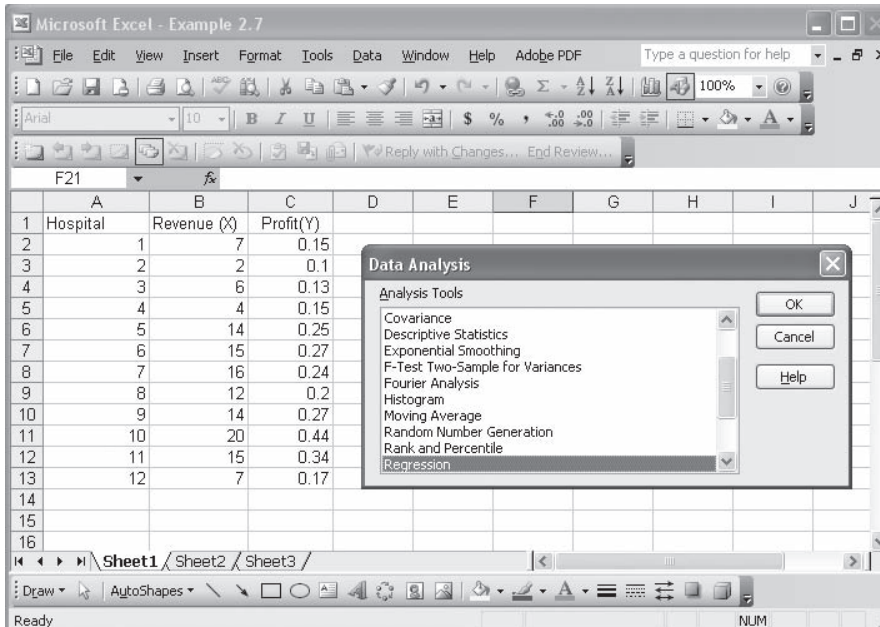 Microsoft Excel - Example 2.7
File Edit View Insert Format Tools Data Window Help Adobe PDF Type a question for help
100%
Arial 10 B I U $ % , .00 .00 A
Reply with Changes... End Review...
F21 fx
A B C D E F G H I J
1 Hospital Revenue (X) Profit(Y)
2 1 7 0.15
3 2 2 0.1
4 3 6 0.13
5 4 4 0.15
6 5 14 0.25
7 6 15 0.27
8 7 16 0.24
9 8 12 0.2
10 9 14 0.27
11 10 20 0.44
12 11 15 0.34
13 12 7 0.17
14
15
16
Data Analysis
Analysis Tools
Covariance
Descriptive Statistics
Exponential Smoothing
F-Test Two-Sample for Variances
Fourier Analysis
Histogram
Moving Average
Random Number Generation
Rank and Percentile
Regression
OK
Cancel
Help
Sheet1 Sheet2 Sheet3
Draw AutoShapes A A
Ready NUM